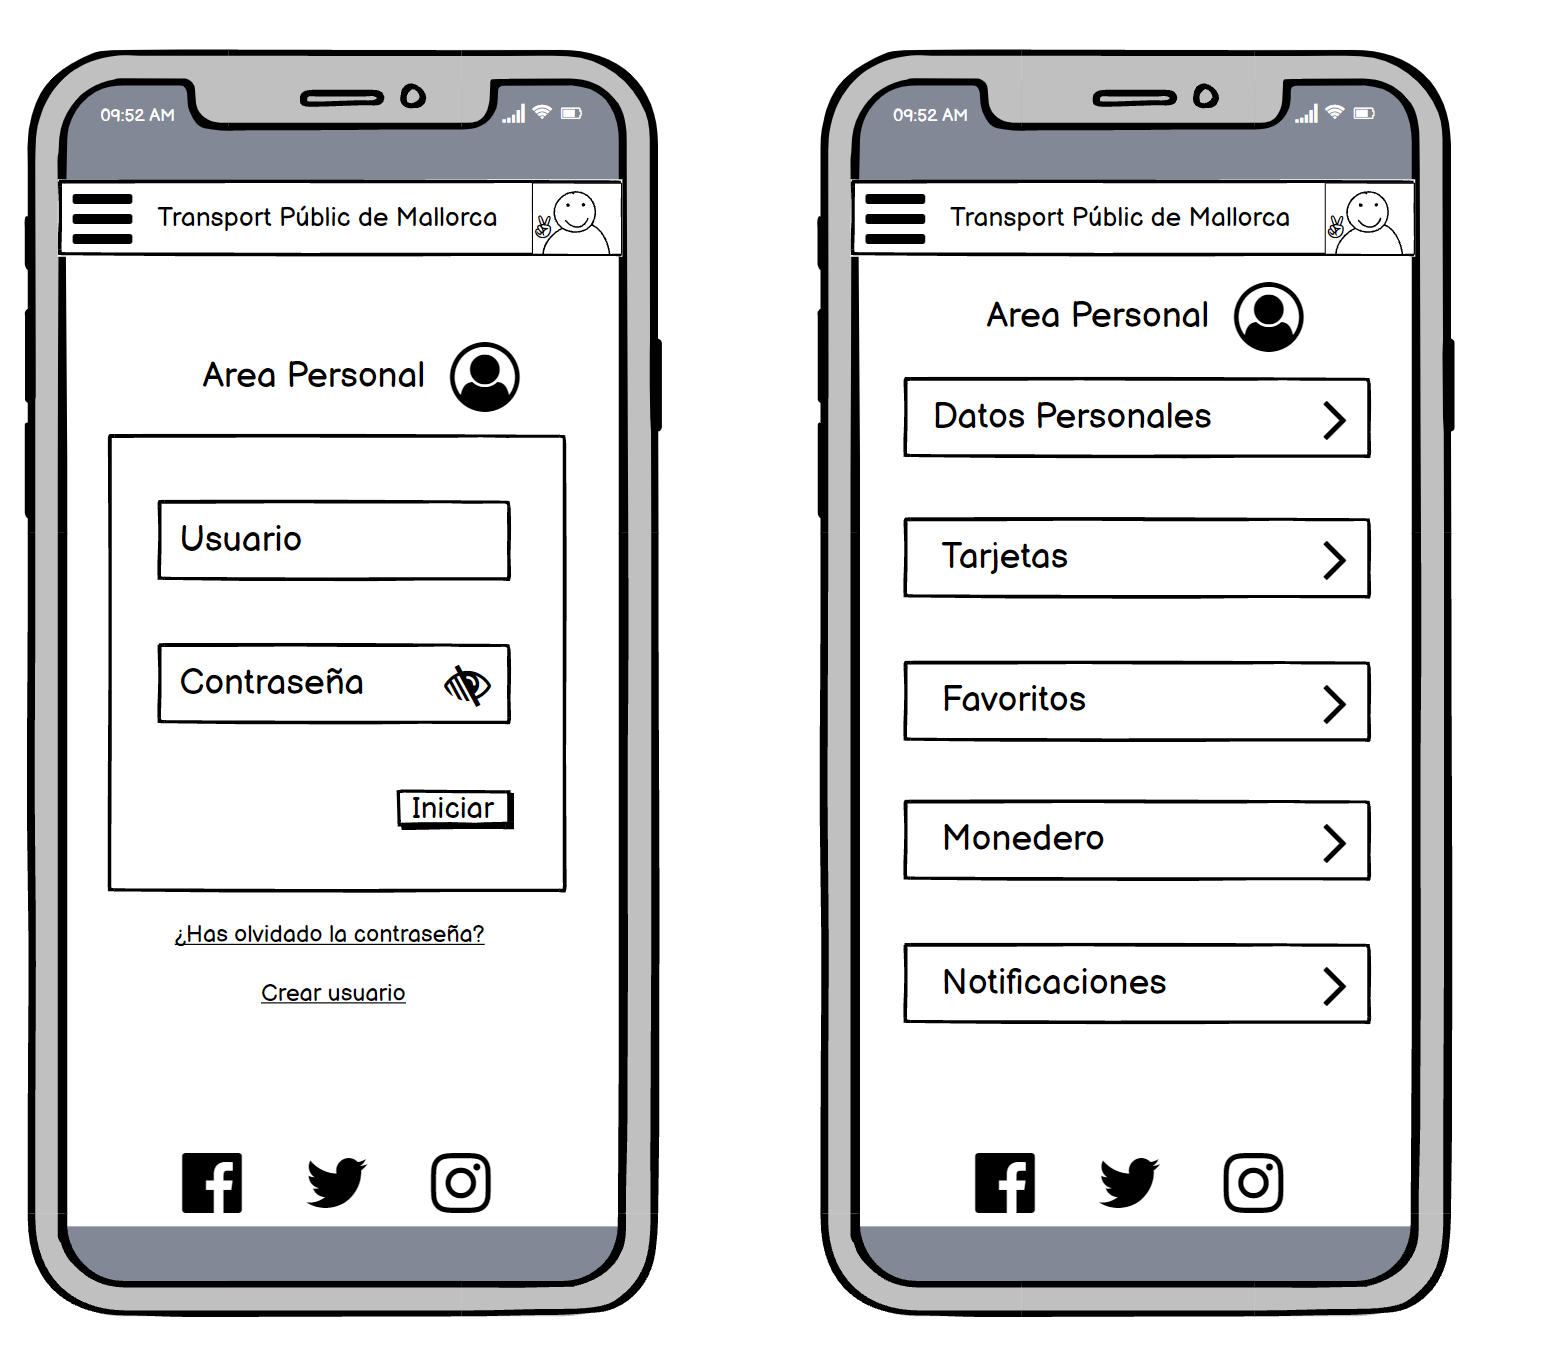 09:52 AM
Transport Públic de Mallorca
Area Personal
Usuario
Contraseña
Iniciar
¿Has olvidado la contraseña?
Crear usuario
09:52 AM
Transport Públic de Mallorca
Area Personal
Datos Personales
Tarjetas
Favoritos
Monedero
Notificaciones